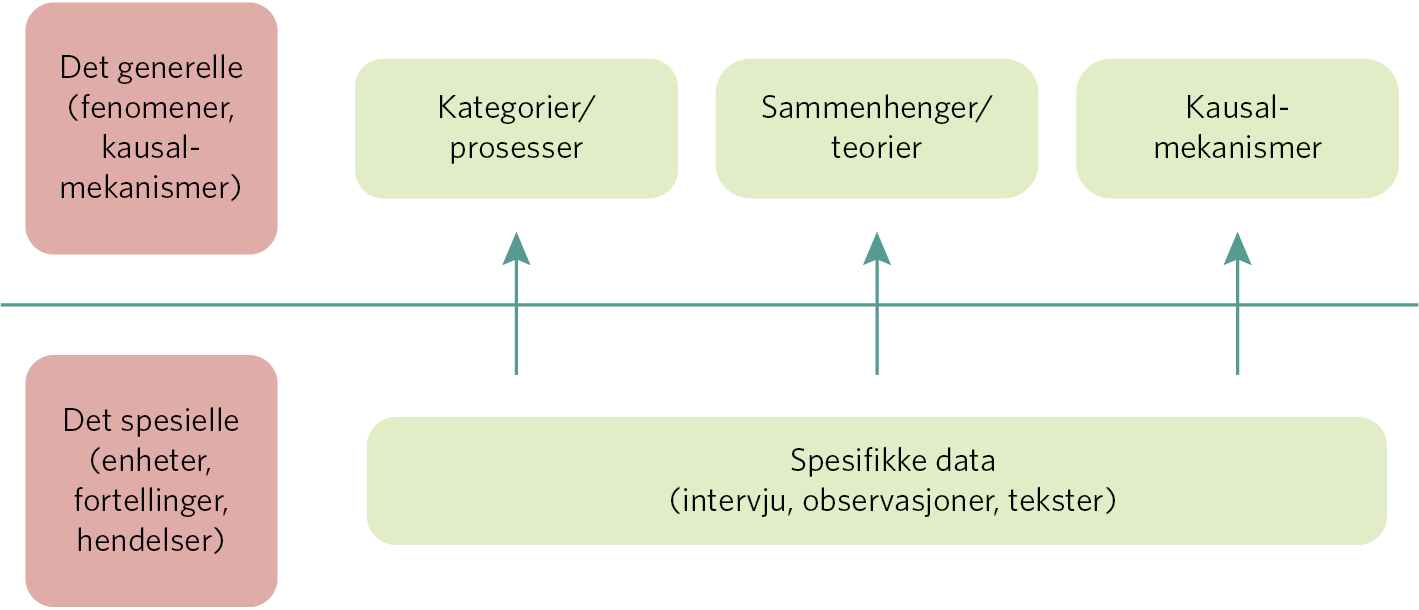 Det generelle
(fenomener,
kausal-
mekanismer)
Kategorier/
prosesser
Sammenhenger/
teorier
Kausal-
mekanismer
Det spesielle
(enheter,
fortellinger,
hendelser)
Spesifikke data
(intervju, observasjoner, tekster)